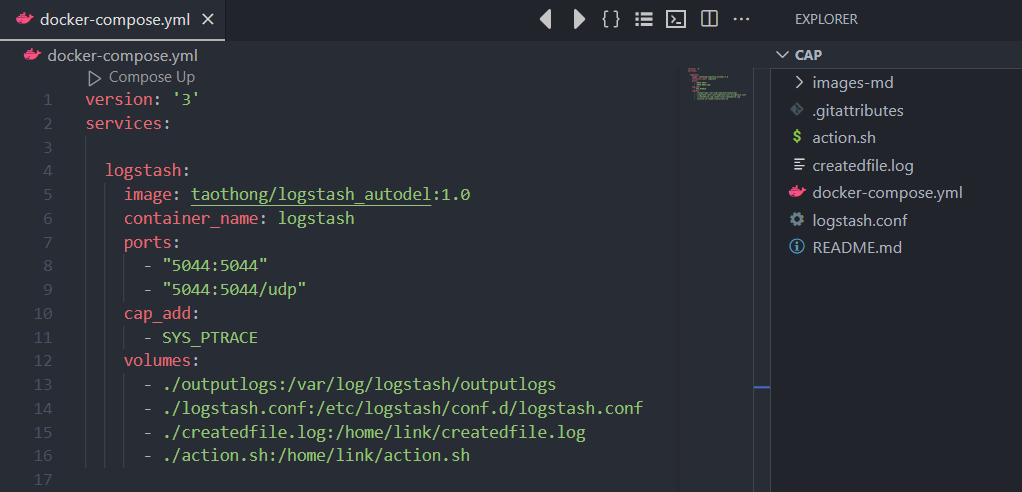 docker-compose.yml
EXPLORER
docker-compose.yml
Compose Up
1 version: '3'
2 services:
3
4 logstash:
5 image: taothong/logstash_autodel:1.0
6 container_name: logstash
7 ports:
8 - "5044:5044"
9 - "5044:5044/udp"
10 cap_add:
11 - SYS_PTRACE
12 volumes:
13 - ./outputlogs:/var/log/logstash/outputlogs
14 - ./logstash.conf:/etc/logstash/conf.d/logstash.conf
15 - ./createdfile.log:/home/link/createdfile.log
16 - ./action.sh:/home/link/action.sh
17
CAP
images-md
.gitattributes
action.sh
createdfile.log
docker-compose.yml
logstash.conf
README.md